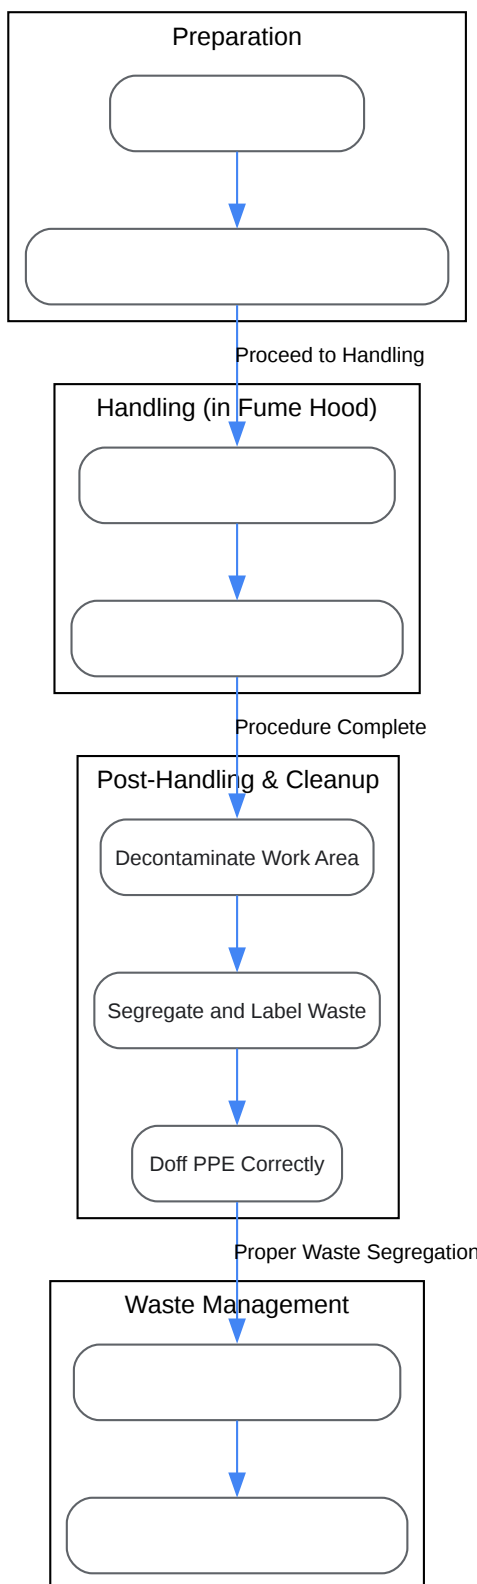 Preparation
Proceed to Handling
Handling (in Fume Hood)
Procedure Complete
Post-Handling & Cleanup
Decontaminate Work Area
Segregate and Label Waste
Doff PPE Correctly
Proper Waste Segregation
Waste Management